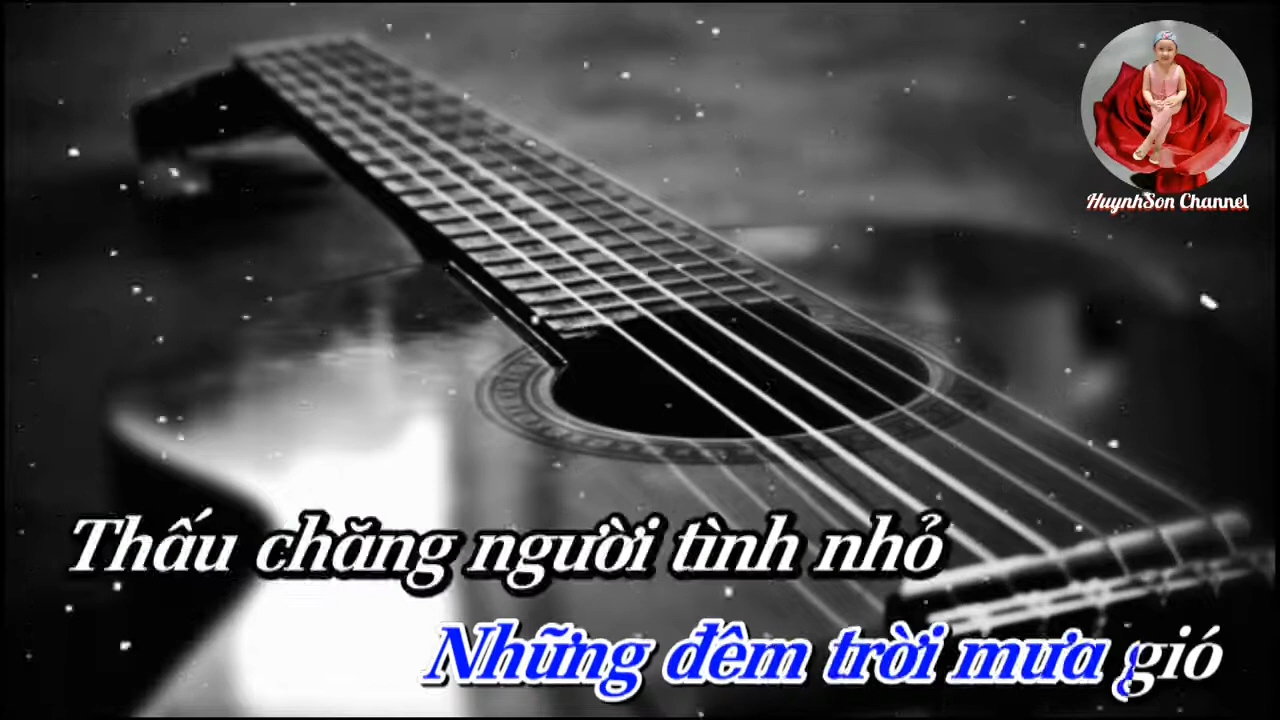 HuynhSon Channel
Thấu chăng người tình nhỏ
Những đêm trời mưa gió